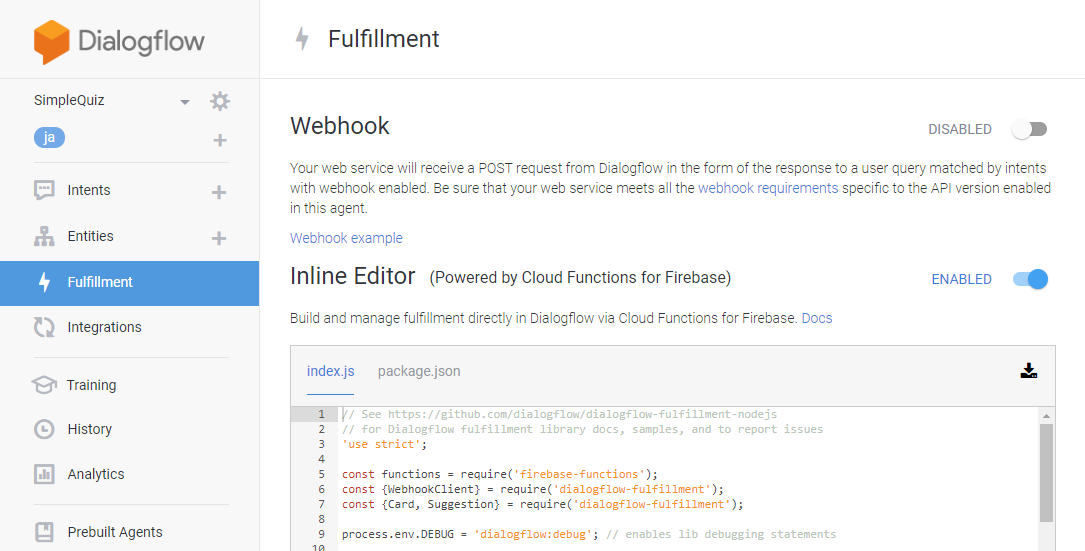 Dialogflow
SimpleQuiz
ja
Intents
Entities
Fulfillment
Integrations
Training
History
Analytics
Prebuilt Agents
Fulfillment
Webhook
DISABLED
Your web service will receive a POST request from Dialogflow in the form of the response to a user query matched by intents
with webhook enabled. Be sure that your web service meets all the webhook requirements specific to the API version enabled
in this agent.
Webhook example
Inline Editor (Powered by Cloud Functions for Firebase)
ENABLED
Build and manage fulfillment directly in Dialogflow via Cloud Functions for Firebase. Docs
index.js package.json
1 // See https://github.com/dialogflow/dialogflow-fulfillment-nodejs
2 // for Dialogflow fulfillment library docs, samples, and to report issues
3 'use strict';
4
5 const functions = require('firebase-functions');
6 const {WebhookClient} = require('dialogflow-fulfillment');
7 const {Card, Suggestion} = require('dialogflow-fulfillment');
8
9 process.env.DEBUG = 'dialogflow:debug'; // enables lib debugging statements
10